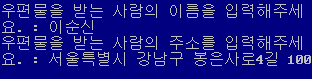 우편물을 받는 사람의 이름을 입력해주세
요. : 이순신
우편물을 받는 사람의 주소를 입력해주세
요. : 서울특별시 강남구 봉은사로4길 100